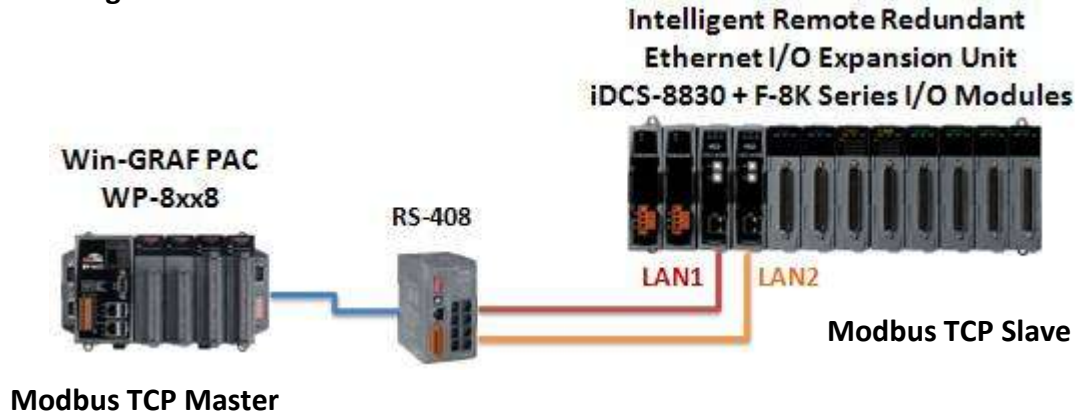 Intelligent Remote Redundant
Ethernet I/O Expansion Unit
iDCS-8830 + F-8K Series I/O Modules
Win-GRAF PAC
WP-8xx8
RS-408
LAN1
LAN2
Modbus TCP Slave
Modbus TCP Master